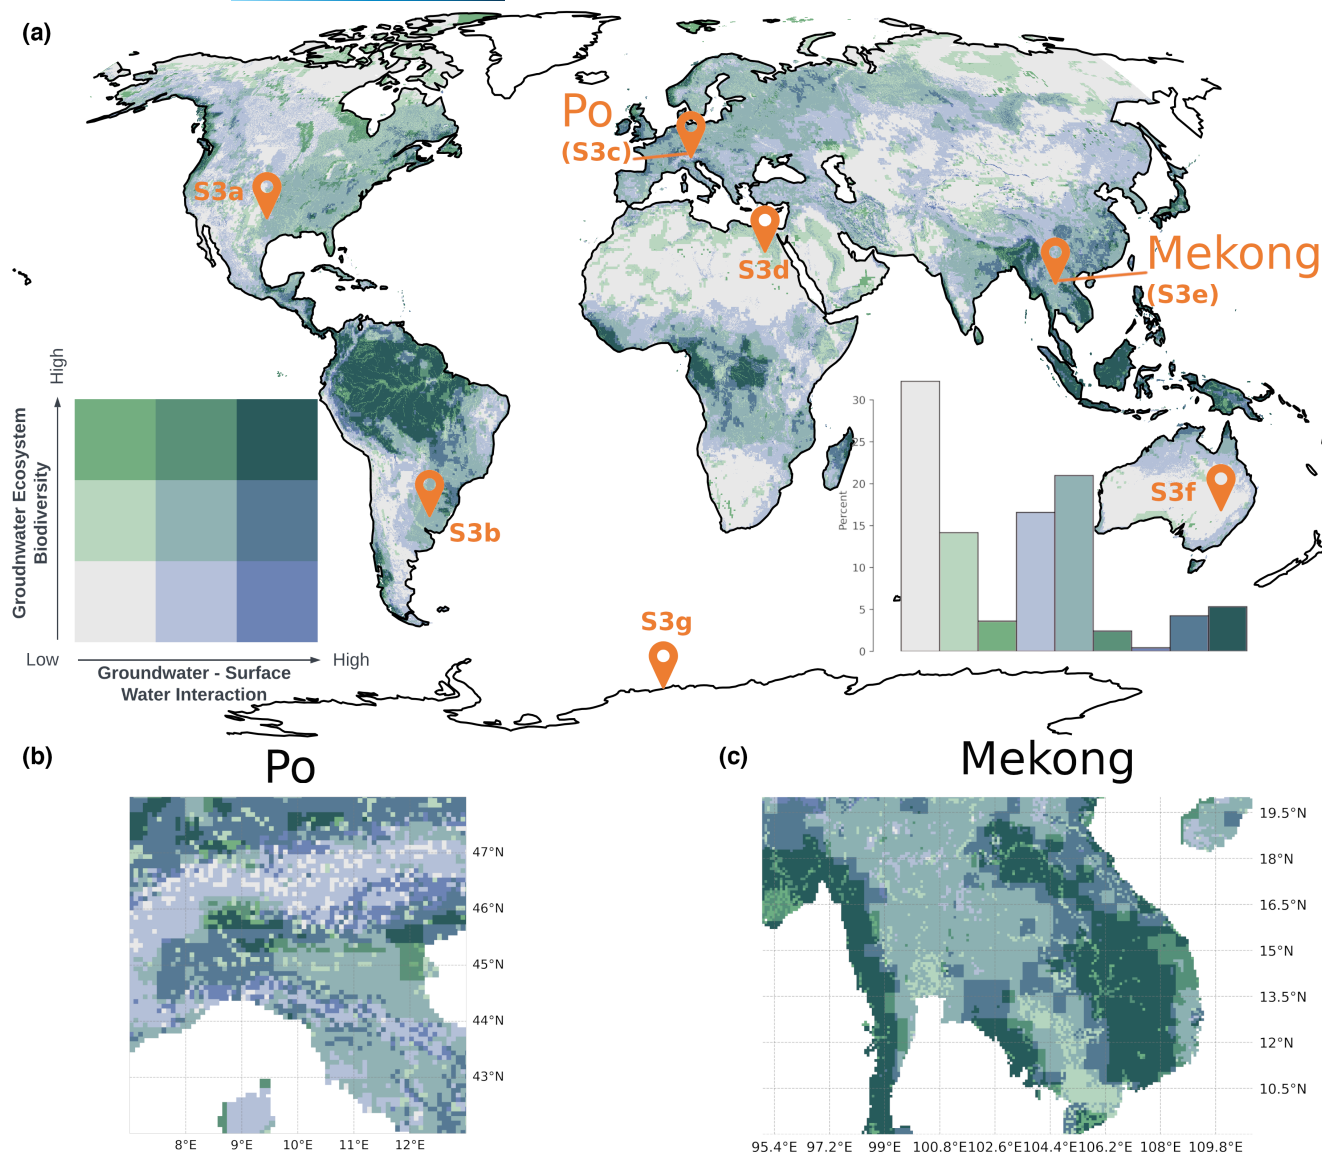 (a)
Po
(S3c)
S3a
S3d
Mekong
(S3e)
S3f
S3b
S3g
High
Groudnwater Ecosystem
Biodiversity
Low
High
Groundwater - Surface
Water Interaction
30
25
20
15
10
5
0
Percent
(b)
Po
47°N
46°N
45°N
44°N
43°N
8°E 9°E 10°E 11°E 12°E
(c)
Mekong
19.5°N
18°N
16.5°N
15°N
13.5°N
12°N
10.5°N
95.4°E 97.2°E 99°E 100.8°E 102.6°E 104.4°E 106.2°E 108°E 109.8°E